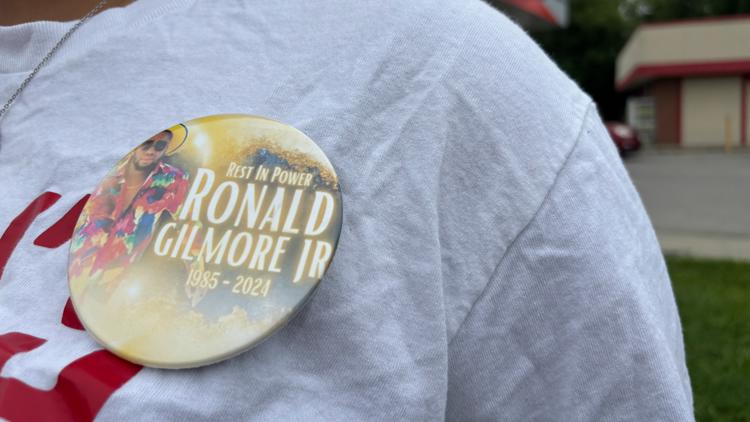 REST IN POWER
RONALD
GILMORE JR
1985 - 2024